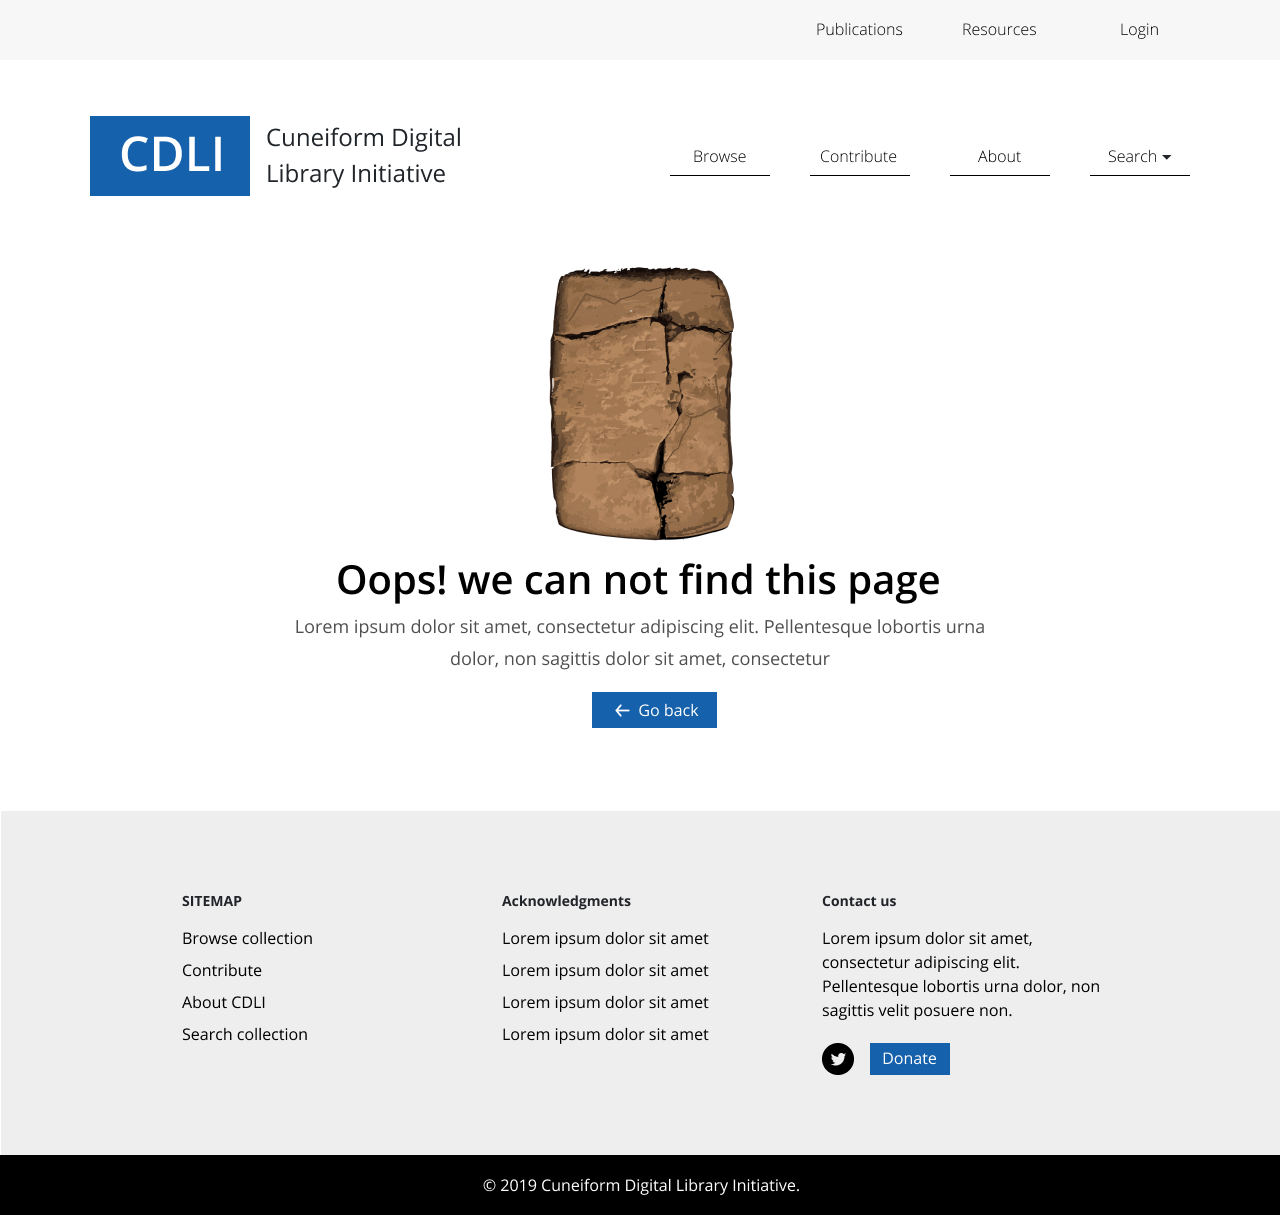 Publications Resources Login
CDLI
Cuneiform Digital
Library Initiative
Browse Contribute About Search
Oops! we can not find this page
Lorem ipsum dolor sit amet, consectetur adipiscing elit. Pellentesque lobortis urna
dolor, non sagittis dolor sit amet, consectetur
Go back
SITEMAP
Browse collection
Contribute
About CDLI
Search collection
Acknowledgments
Lorem ipsum dolor sit amet
Lorem ipsum dolor sit amet
Lorem ipsum dolor sit amet
Lorem ipsum dolor sit amet
Contact us
Lorem ipsum dolor sit amet,
consectetur adipiscing elit.
Pellentesque lobortis urna dolor, non
sagittis velit posuere non.
Donate
© 2019 Cuneiform Digital Library Initiative.